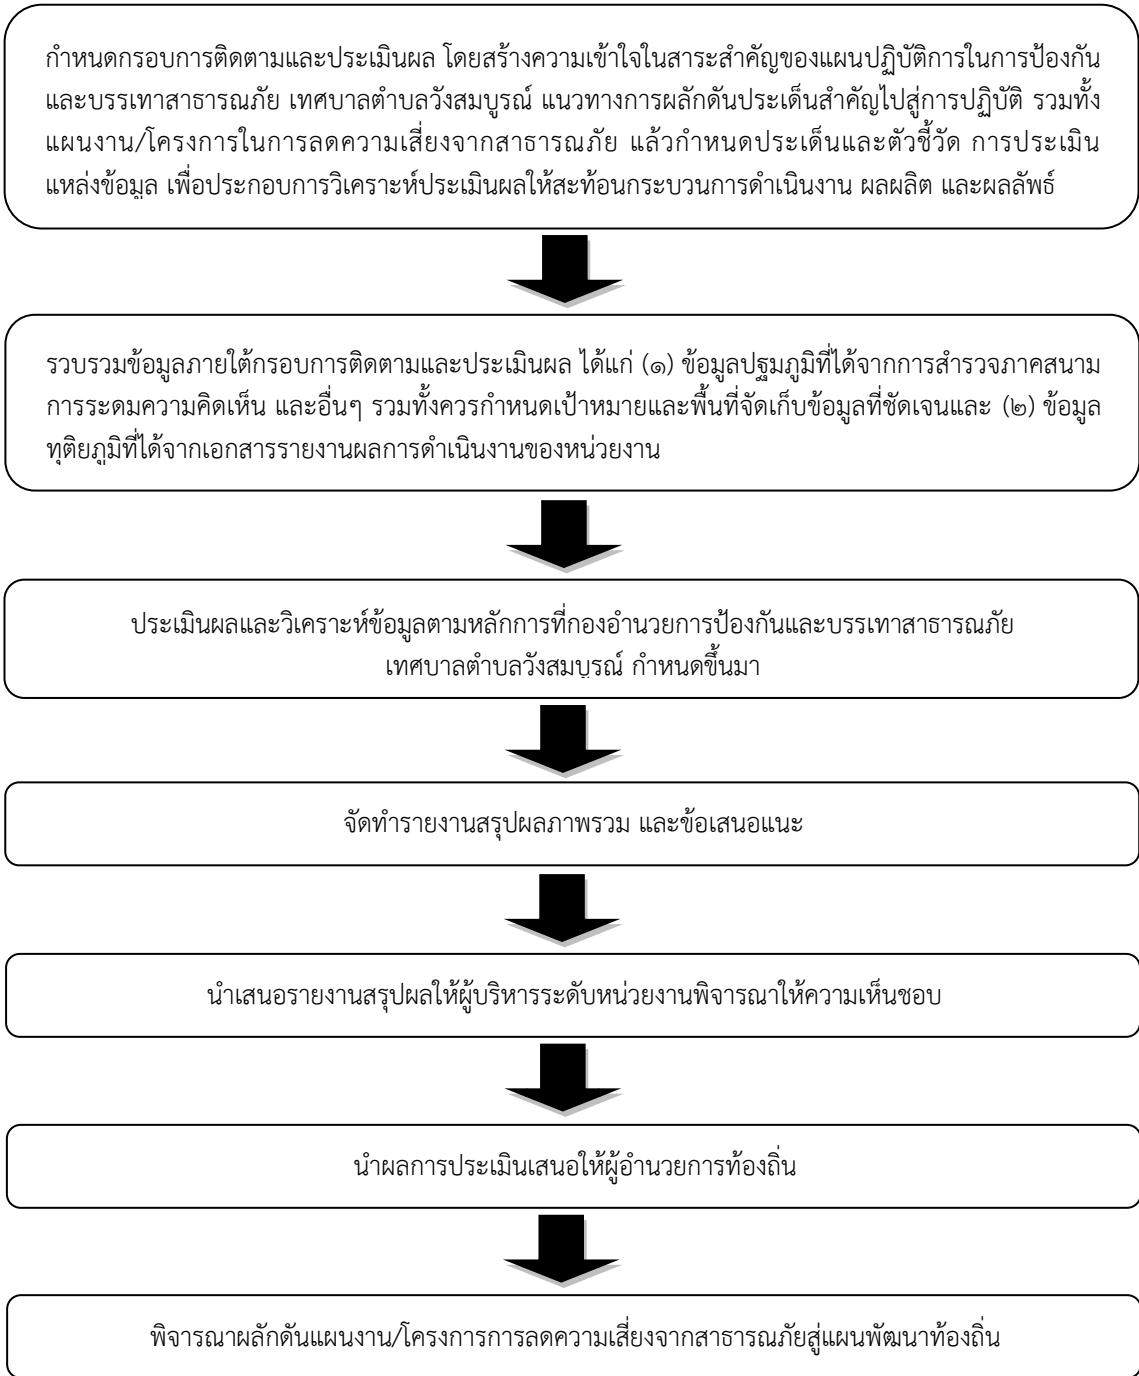 กำหนดกรอบการติดตามและประเมินผล โดยสร้างความเข้าใจในสาระสำคัญของแผนปฏิบัติการในการป้องกัน
และบรรเทาสาธารณภัย เทศบาลตำบลวังสมบูรณ์ แนวทางการผลักดันประเด็นสำคัญไปสู่การปฏิบัติ รวมทั้ง
แผนงาน/โครงการในการลดความเสี่ยงจากสาธารณภัย แล้วกำหนดประเด็นและตัวชี้วัด การประเมิน
แหล่งข้อมูล เพื่อประกอบการวิเคราะห์ประเมินผลให้สะท้อนกระบวนการดำเนินงาน ผลผลิต และผลลัพธ์
รวบรวมข้อมูลภายใต้กรอบการติดตามและประเมินผล ได้แก่ (๑) ข้อมูลปฐมภูมิที่ได้จากการสำรวจภาคสนาม
การระดมความคิดเห็น และอื่นๆ รวมทั้งควรกำหนดเป้าหมายและพื้นที่จัดเก็บข้อมูลที่ชัดเจนและ (๒) ข้อมูล
ทุติยภูมิที่ได้จากเอกสารรายงานผลการดำเนินงานของหน่วยงาน
ประเมินผลและวิเคราะห์ข้อมูลตามหลักการที่กองอำนวยการป้องกันและบรรเทาสาธารณภัย
เทศบาลตำบลวังสมบูรณ์ กำหนดขึ้นมา
จัดทำรายงานสรุปผลภาพรวม และข้อเสนอแนะ
นำเสนอรายงานสรุปผลให้ผู้บริหารระดับหน่วยงานพิจารณาให้ความเห็นชอบ
นำผลการประเมินเสนอให้ผู้อำนวยการท้องถิ่น
พิจารณาผลักดันแผนงาน/โครงการการลดความเสี่ยงจากสาธารณภัยสู่แผนพัฒนาท้องถิ่น